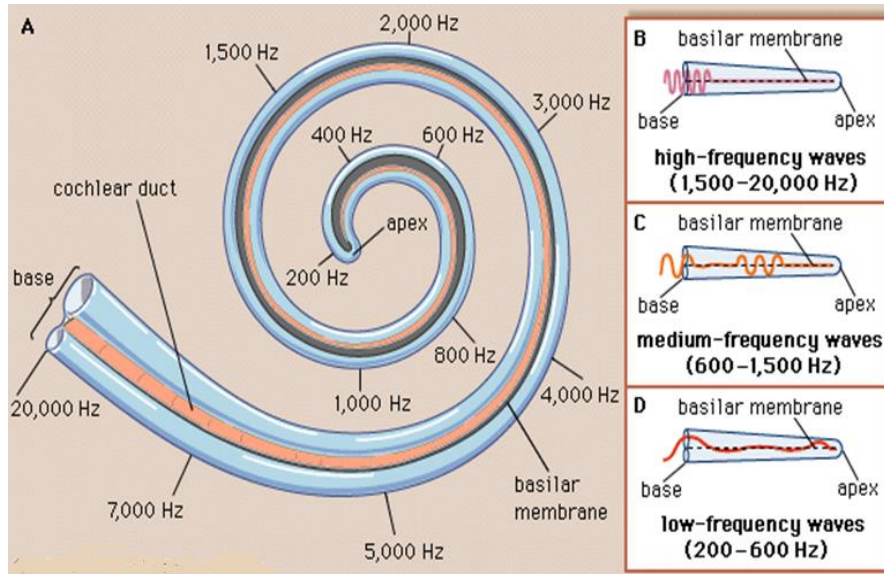 A
2,000 Hz
1,500 Hz
3,000 Hz
400 Hz
600 Hz
cochlear duct
apex
200 Hz
base
800 Hz
20,000 Hz
1,000 Hz
4,000 Hz
7,000 Hz
basilar
membrane
5,000 Hz
B
basilar membrane
base
apex
high-frequency waves
(1,500–20,000 Hz)
C
basilar membrane
base
apex
medium-frequency waves
(600–1,500 Hz)
D
basilar membrane
base
apex
low-frequency waves
(200–600 Hz)